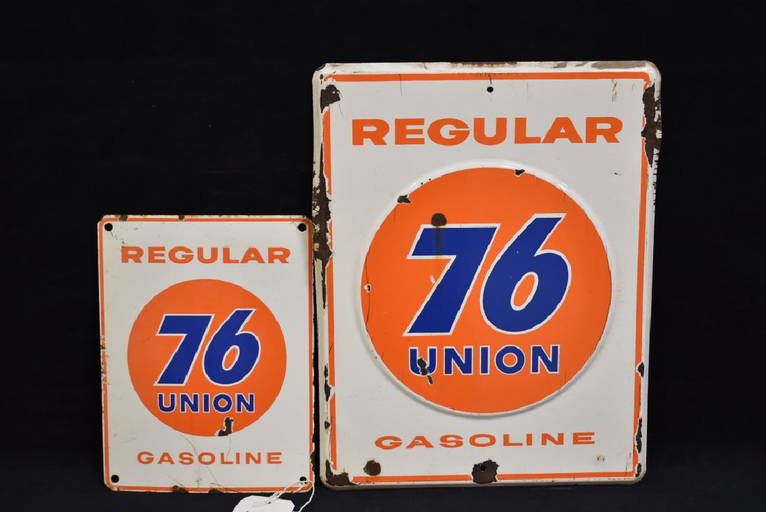 REGULAR
76
UNION
GASOLINE
REGULAR
76
UNION
GASOLINE